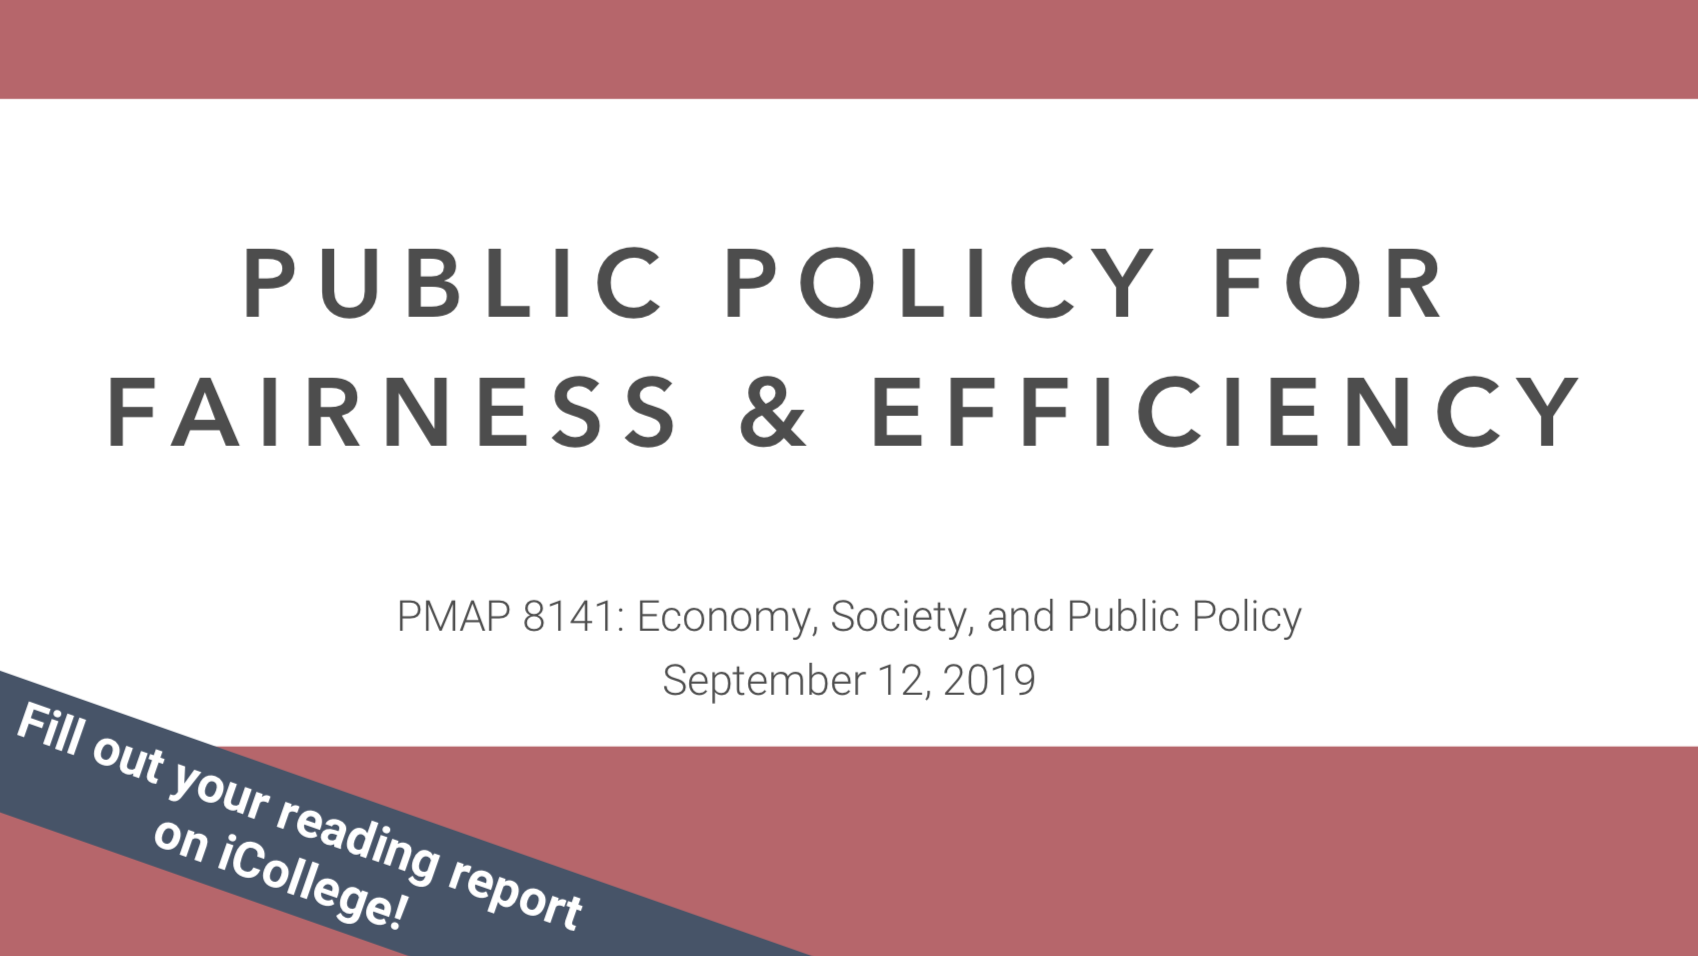 PUBLIC POLICY FOR
FAIRNESS & EFFICIENCY
PMAP 8141: Economy, Society, and Public Policy
September 12, 2019
Fill out your reading report
on iCollege!